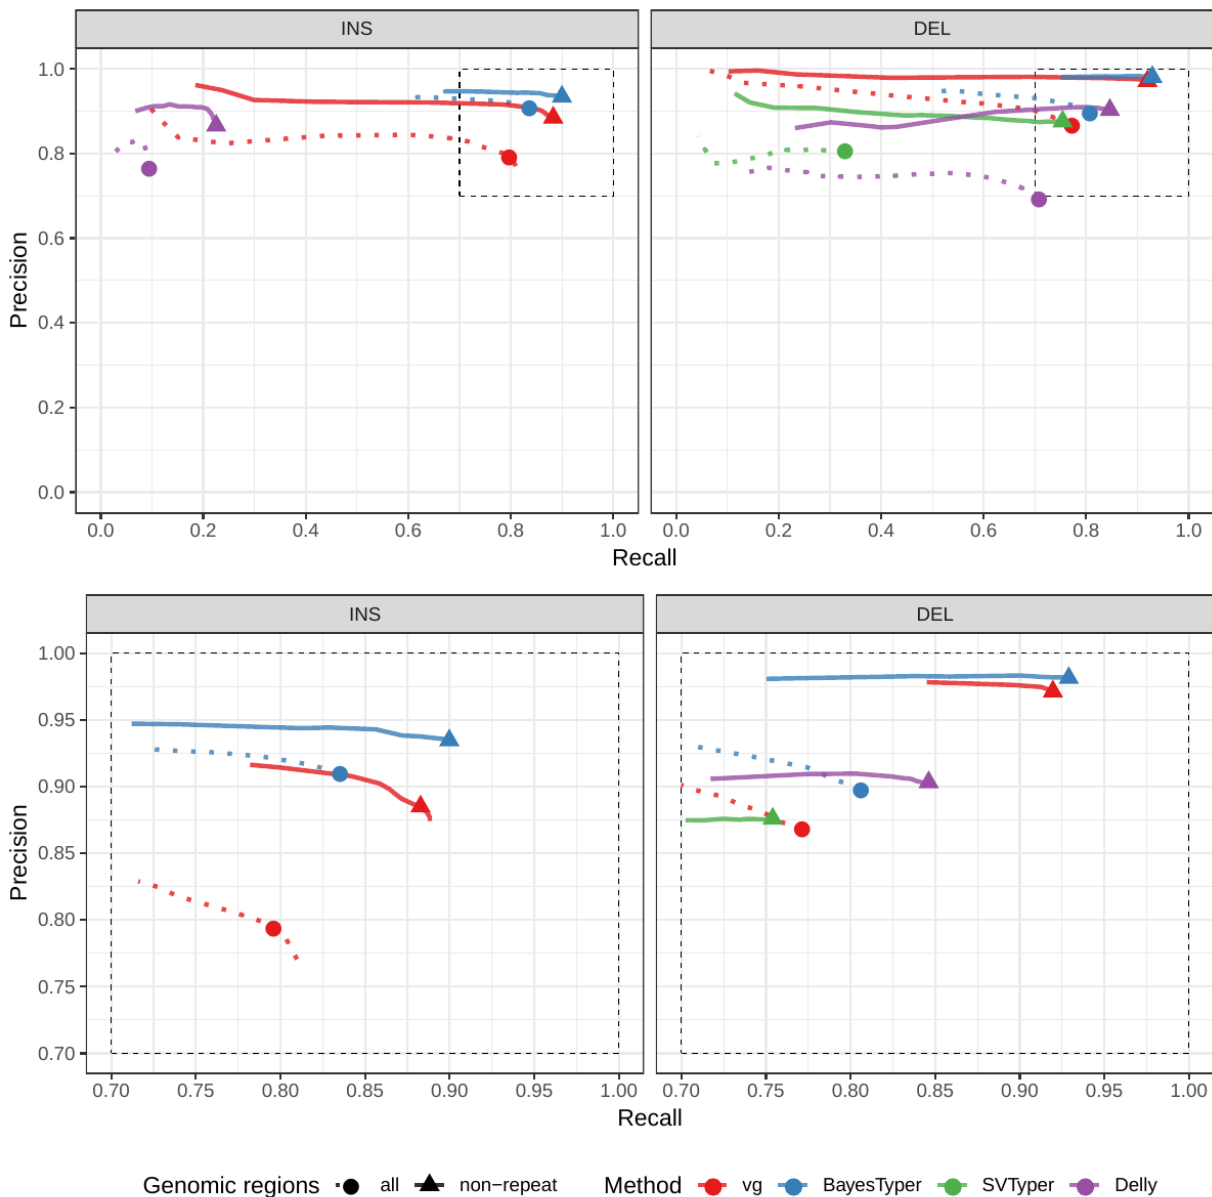 INS
DEL
Precision
1.0
0.8
0.6
0.4
0.2
0.0
0.0 0.2 0.4 0.6 0.8 1.0
0.0 0.2 0.4 0.6 0.8 1.0
Recall
INS
DEL
Precision
1.00
0.95
0.90
0.85
0.80
0.75
0.70
0.70 0.75 0.80 0.85 0.90 0.95 1.00
0.70 0.75 0.80 0.85 0.90 0.95 1.00
Recall
Genomic regions all non−repeat Method vg BayesTyper SVTyper Delly